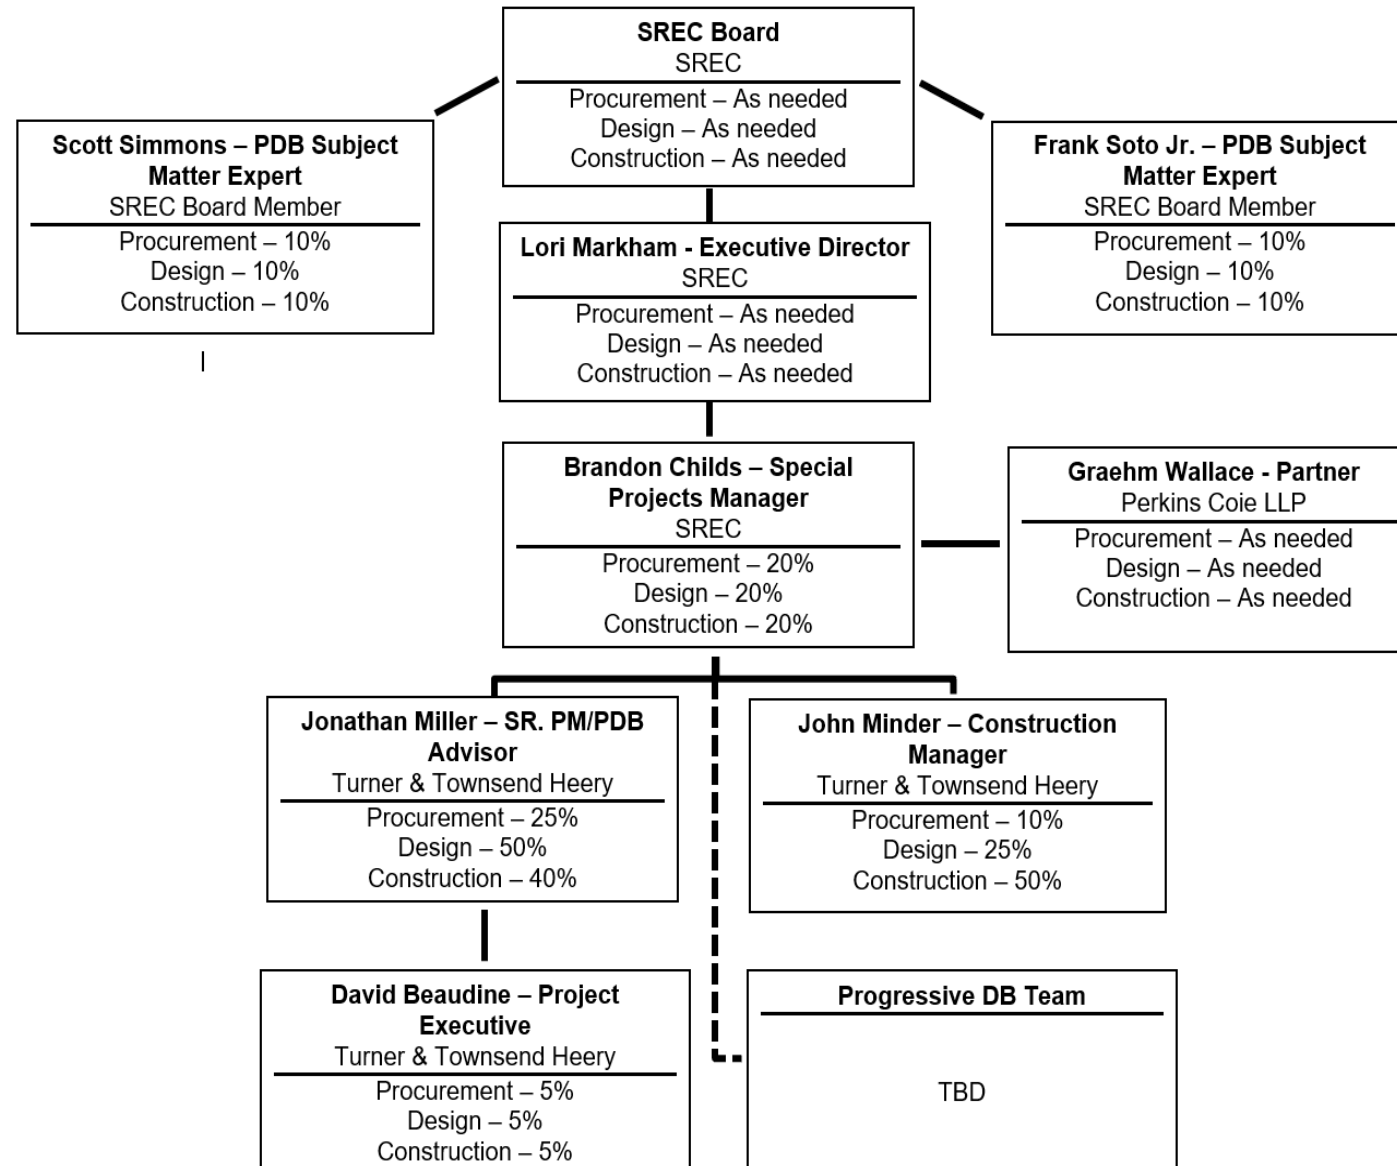 SREC Board
SREC
Procurement – As needed
Design – As needed
Construction – As needed
Scott Simmons – PDB Subject
Matter Expert
SREC Board Member
Procurement – 10%
Design – 10%
Construction – 10%
Frank Soto Jr. – PDB Subject
Matter Expert
SREC Board Member
Procurement – 10%
Design – 10%
Construction – 10%
Lori Markham - Executive Director
SREC
Procurement – As needed
Design – As needed
Construction – As needed
Brandon Childs – Special
Projects Manager
SREC
Procurement – 20%
Design – 20%
Construction – 20%
Graehm Wallace - Partner
Perkins Coie LLP
Procurement – As needed
Design – As needed
Construction – As needed
Jonathan Miller – SR. PM/PDB
Advisor
Turner & Townsend Heery
Procurement – 25%
Design – 50%
Construction – 40%
John Minder – Construction
Manager
Turner & Townsend Heery
Procurement – 10%
Design – 25%
Construction – 50%
David Beaudine – Project
Executive
Turner & Townsend Heery
Procurement – 5%
Design – 5%
Construction – 5%
Progressive DB Team
TBD